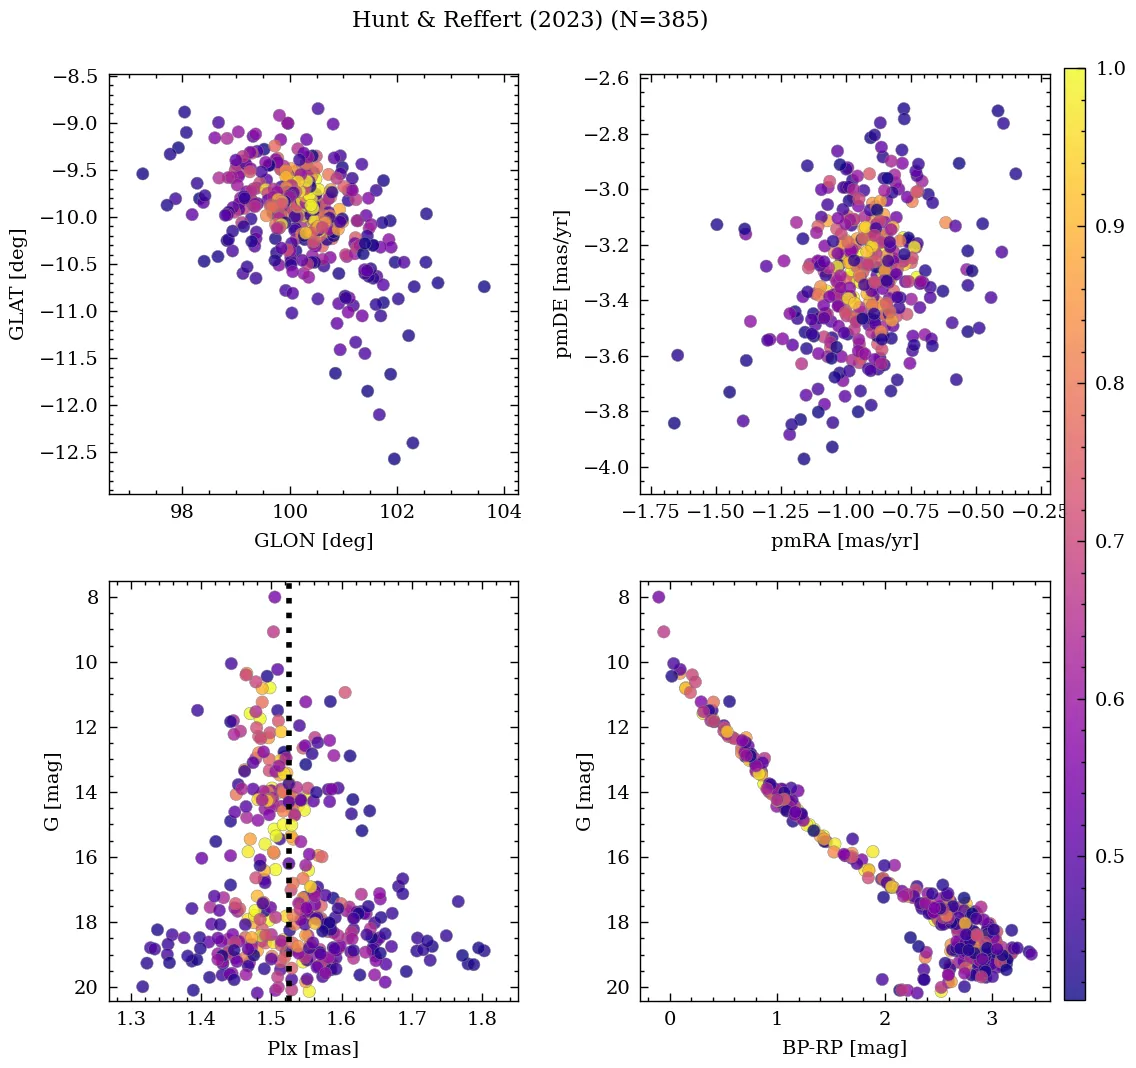 Hunt & Reffert (2023) (N=385)
−8.5
−9.0
−9.5
−10.0
−10.5
−11.0
−11.5
−12.0
−12.5
GLAT [deg]
98 100 102 104
GLON [deg]
−2.6
−2.8
−3.0
−3.2
−3.4
−3.6
−3.8
−4.0
pmDE [mas/yr]
−1.75 −1.50 −1.25 −1.00 −0.75 −0.50 −0.25
pmRA [mas/yr]
8
10
12
14
16
18
20
G [mag]
1.3 1.4 1.5 1.6 1.7 1.8
Plx [mas]
8
10
12
14
16
18
20
G [mag]
0 1 2 3
BP-RP [mag]
1.0
0.9
0.8
0.7
0.6
0.5